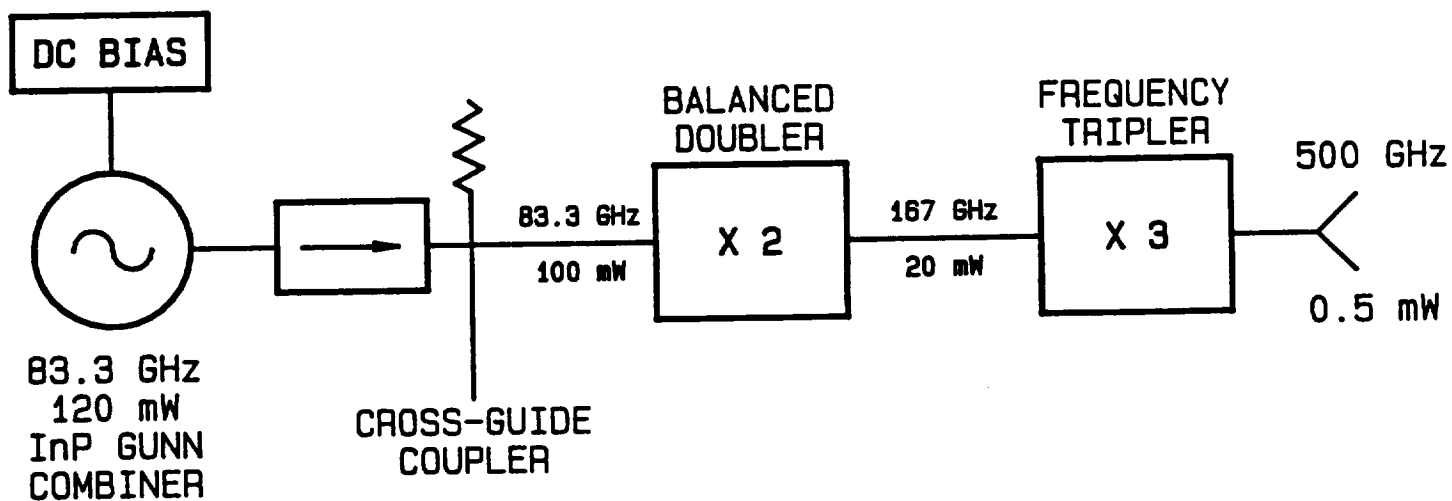 DC BIAS
83.3 GHz
120 mW
InP GUNN
COMBINER
CROSS-GUIDE
COUPLER
83.3 GHz
100 mW
BALANCED
DOUBLER
X 2
167 GHz
20 mW
FREQUENCY
TRIPLER
X 3
500 GHz
0.5 mW